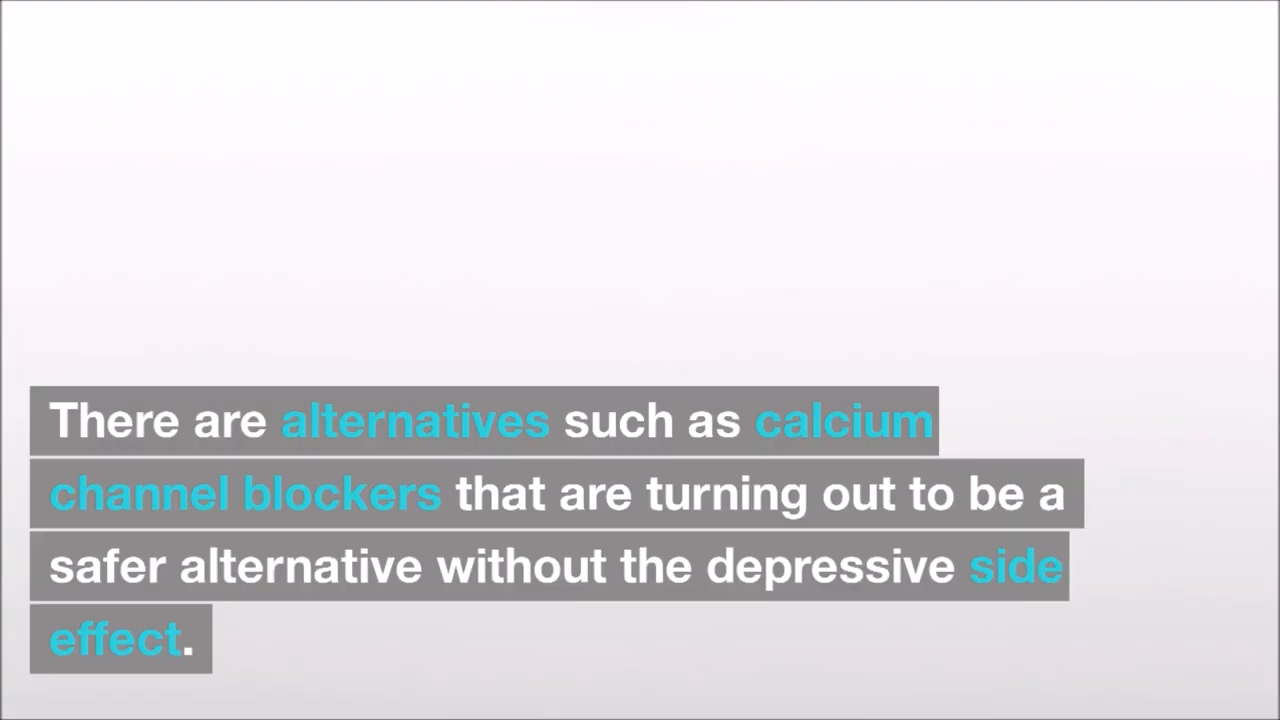 There are alternatives such as calcium
channel blockers that are turning out to be a
safer alternative without the depressive side
effect.